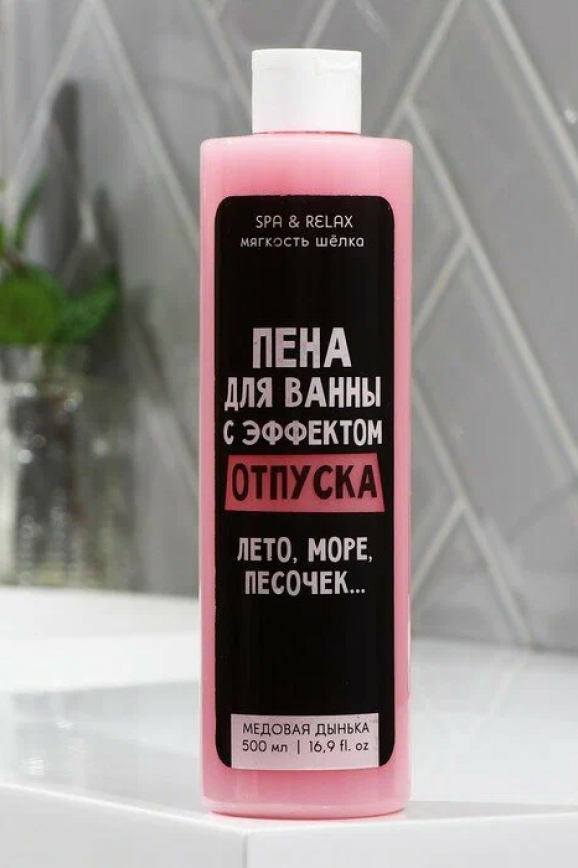 SPA & RELAX
мягкость шёлка
ПЕНА
ДЛЯ ВАННЫ
С ЭФФЕКТОМ
ОТПУСКА
ЛЕТО, МОРЕ,
ПЕСОЧЕК...
МЕДОВАЯ ДЫНЬКА
500 мл | 16,9 fl. oz